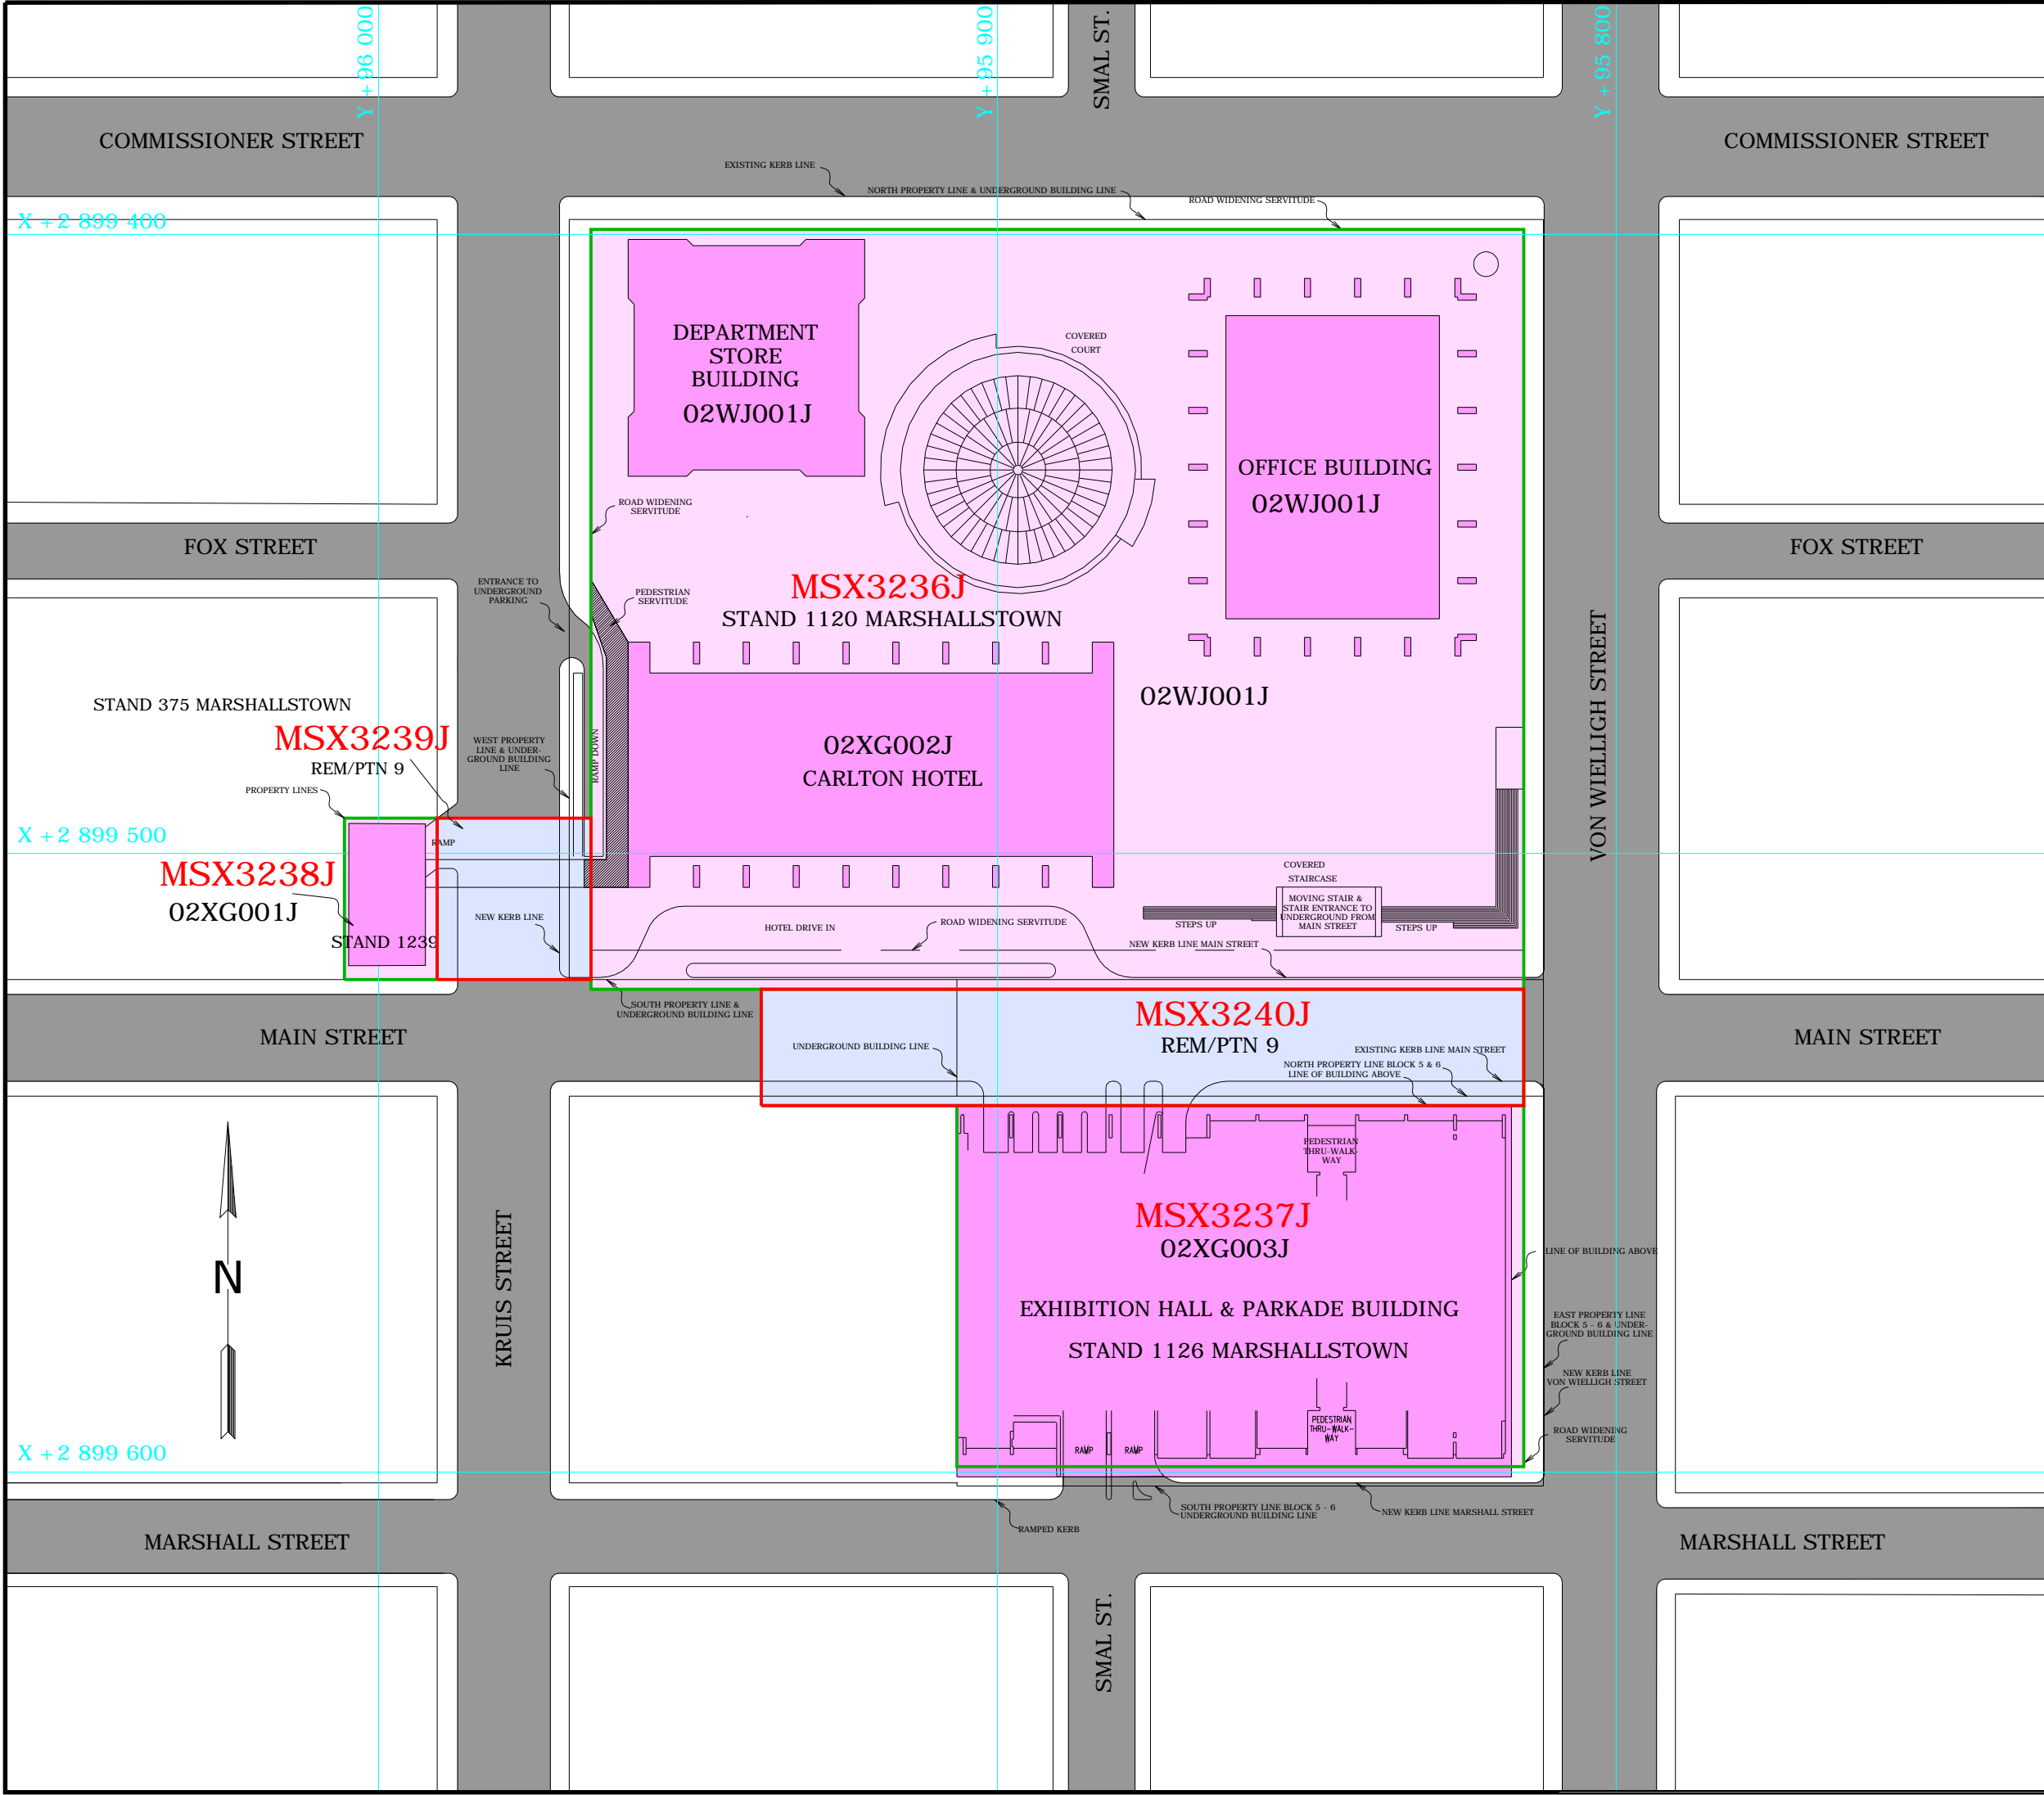 Y + 96 000
Y + 95 900
SMAL ST.
Y + 95 800
COMMISSIONER STREET
COMMISSIONER STREET
EXISTING KERB LINE
NORTH PROPERTY LINE & UNDERGROUND BUILDING LINE
ROAD WIDENING SERVITUDE
X + 2 899 400
DEPARTMENT
STORE
BUILDING
02WJ001J
COVERED
COURT
OFFICE BUILDING
02WJ001J
ROAD WIDENING
SERVITUDE
FOX STREET
FOX STREET
ENTRANCE TO
UNDERGROUND
PARKING
PEDESTRIAN
SERVITUDE
MSX3236J
STAND 1120 MARSHALLSTOWN
VON WIELLIGH STREET
02WJ001J
STAND 375 MARSHALLSTOWN
MSX3239J
REM/PTN 9
PROPERTY LINES
WEST PROPERTY
LINE & UNDER-
GROUND BUILDING
LINE
RAMP DOWN
02XG002J
CARLTON HOTEL
X + 2 899 500
RAMP
MSX3238J
02XG001J
STAND 1239
NEW KERB LINE
HOTEL DRIVE IN
ROAD WIDENING SERVITUDE
COVERED
STAIRCASE
MOVING STAIR &
STAIR ENTRANCE TO
UNDERGROUND FROM
MAIN STREET
STEPS UP
STEPS UP
NEW KERB LINE MAIN STREET
SOUTH PROPERTY LINE &
UNDERGROUND BUILDING LINE
MSX3240J
REM/PTN 9
MAIN STREET
MAIN STREET
UNDERGROUND BUILDING LINE
EXISTING KERB LINE MAIN STREET
NORTH PROPERTY LINE BLOCK 5 & 6
LINE OF BUILDING ABOVE
PEDESTRIAN
THRU-WALK-
WAY
N
KRUIS STREET
MSX3237J
02XG003J
EXHIBITION HALL & PARKADE BUILDING
STAND 1126 MARSHALLSTOWN
LINE OF BUILDING ABOVE
EAST PROPERTY LINE
BLOCK 5 - 6 & UNDER-
GROUND BUILDING LINE
NEW KERB LINE
VON WIELLIGH STREET
ROAD WIDENING
SERVITUDE
PEDESTRIAN
THRU-WALK-
WAY
RAMP
RAMP
X + 2 899 600
SOUTH PROPERTY LINE BLOCK 5 - 6
UNDERGROUND BUILDING LINE
NEW KERB LINE MARSHALL STREET
RAMPED KERB
MARSHALL STREET
MARSHALL STREET
SMAL ST.